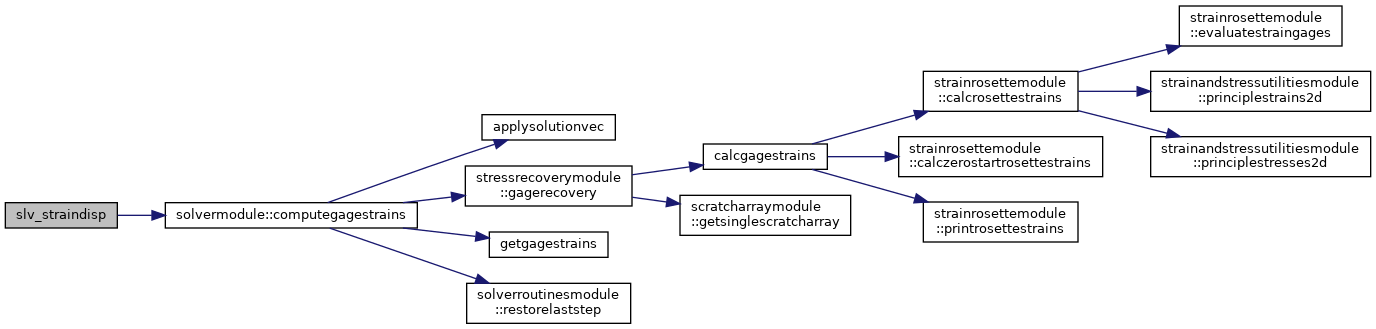 slv_straindisp
solvermodule::computegagestrains
applysolutionvec
stressrecoverymodule
::gagerecovery
getgagestrains
solverroutinesmodule
::restorelaststep
calcgagestrains
scratcharraymodule
::getsinglescratcharray
strainrosettemodule
::calcrosettestrains
strainrosettemodule
::calczerostartrosettestrains
strainrosettemodule
::printrosettestrains
strainrosettemodule
::evaluatestraingages
strainandstressutilitiesmodule
::principlestrains2d
strainandstressutilitiesmodule
::principlestresses2d